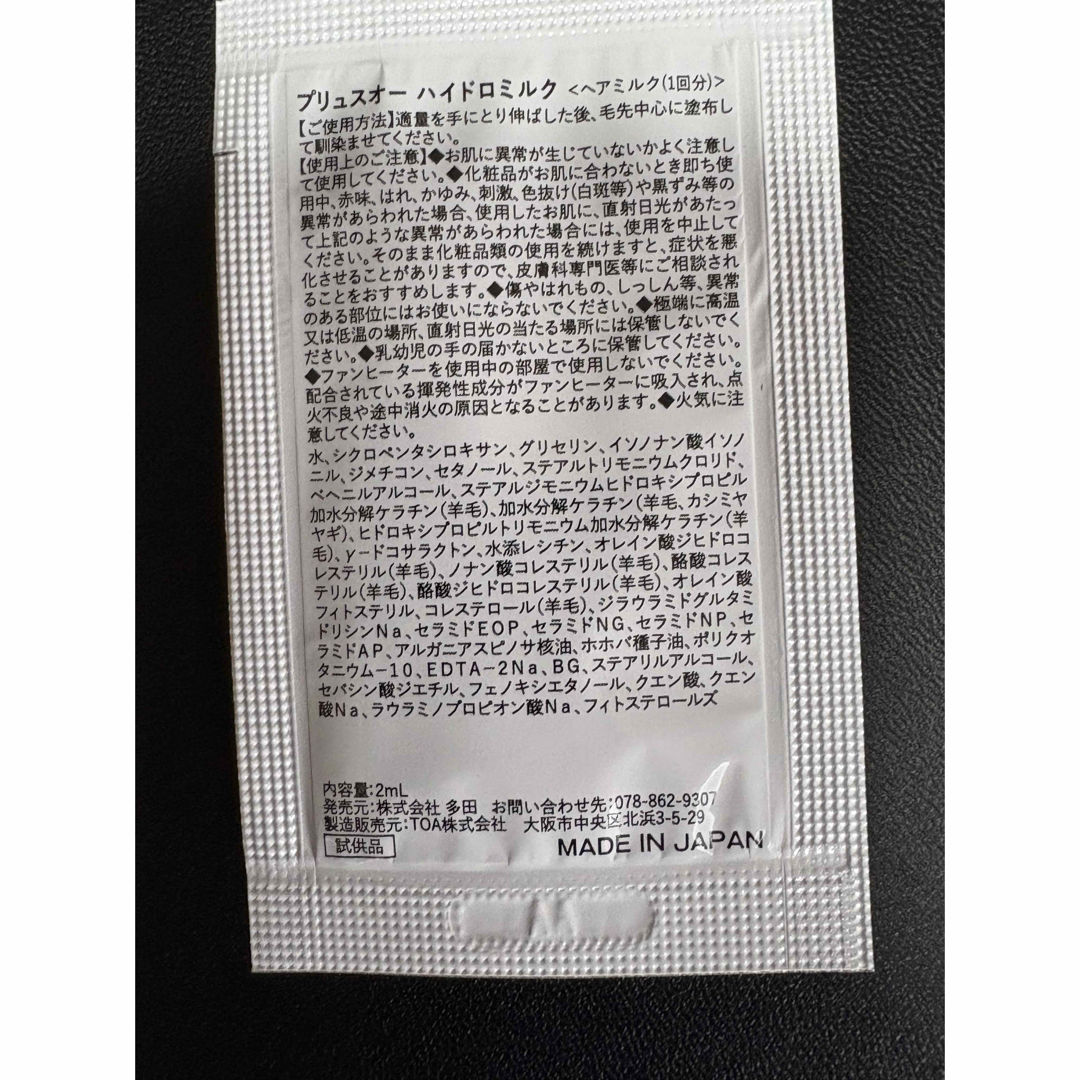 プリュスオー ハイドロミルク <ヘアミルク(1回分)>
【ご使用方法】適量を手にとり伸ばした後、毛先中心に塗布し
て馴染ませてください。
【使用上のご注意】◆お肌に異常が生じていないかよく注意し
て使用してください。◆化粧品がお肌に合わないとき即ち使
用中、赤味、はれ、かゆみ、刺激、色抜け(白斑等)や黒ずみ等の
異常があらわれた場合、使用したお肌に、直射日光があたっ
て上記のような異常があらわれた場合には、使用を中止して
ください。そのまま化粧品類の使用を続けますと、症状を悪
化させることがありますので、皮膚科専門医等にご相談され
ることをおすすめします。◆傷やはれもの、しっしん等、異常
のある部位にはお使いにならないでください。◆極端に高温
又は低温の場所、直射日光の当たる場所には保管しないでく
ださい。◆乳幼児の手の届かないところに保管してください。
◆ファンヒーターを使用中の部屋で使用しないでください。
配合されている揮発性成分がファンヒーターに吸入され、点
火不良や途中消火の原因となることがあります。◆火気に注
意してください。
水、シクロペンタシロキサン、グリセリン、イソノナン酸イソノ
ニル、ジメチコン、セタノール、ステアルトリモニウムクロリド、
ベヘニルアルコール、ステアルジモニウムヒドロキシプロピル
加水分解ケラチン(羊毛)、加水分解ケラチン(羊毛、カシミヤ
ヤギ)、ヒドロキシプロピルトリモニウム加水分解ケラチン(羊
毛)、γ-ドコサラクトン、水添レシチン、オレイン酸ジヒドロコ
レステリル(羊毛)、ノナン酸コレステリル(羊毛)、酪酸コレス
テリル(羊毛)、酪酸ジヒドロコレステリル(羊毛)、オレイン酸
フィトステリル、コレステロール(羊毛)、ジラウラミドグルタミ
ドリシンNa、セラミドEOP、セラミドNG、セラミドNP、セ
ラミドAP、アルガニアスピノサ核油、ホホバ種子油、ポリクオ
タニウム-10、EDTA-2Na、BG、ステアリルアルコール、
セバシン酸ジエチル、フェノキシエタノール、クエン酸、クエン
酸Na、ラウラミノプロピオン酸Na、フィトステロールズ
内容量:2mL
発売元:株式会社 多田 お問い合わせ先:078-862-9307
製造販売元:TOA株式会社 大阪市中央区北浜3-5-29
試供品 MADE IN JAPAN